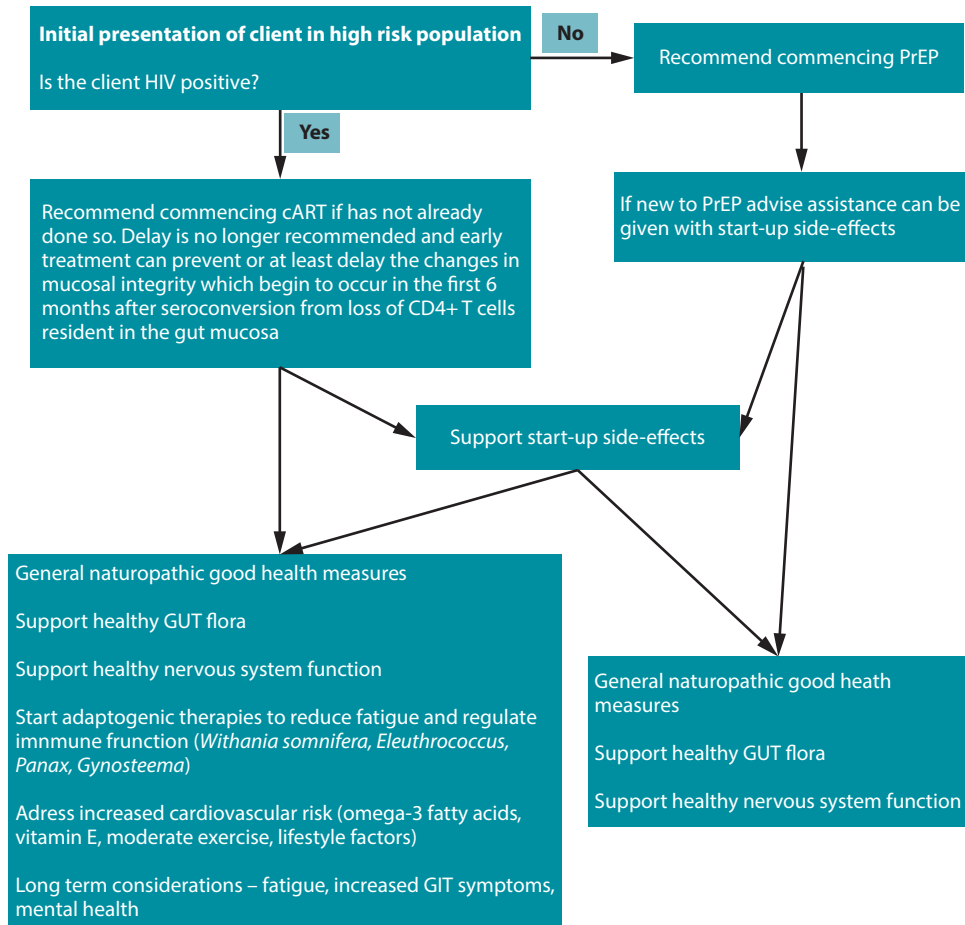 Initial presentation of client in high risk population
Is the client HIV positive?
No
Recommend commencing PrEP
Yes
Recommend commencing cART if has not already
done so. Delay is no longer recommended and early
treatment can prevent or at least delay the changes in
mucosal integrity which begin to occur in the first 6
months after seroconversion from loss of CD4+ T cells
resident in the gut mucosa
If new to PrEP advise assistance can be
given with start-up side-effects
Support start-up side-effects
General naturopathic good health measures
Support healthy GUT flora
Support healthy nervous system function
Start adaptogenic therapies to reduce fatigue and regulate
imnmune frunction (Withania somnifera, Eleuthrococcus,
Panax, Gynosteema)
Adress increased cardiovascular risk (omega-3 fatty acids,
vitamin E, moderate exercise, lifestyle factors)
Long term considerations – fatigue, increased GIT symptoms,
mental health
General naturopathic good heath
measures
Support healthy GUT flora
Support healthy nervous system function